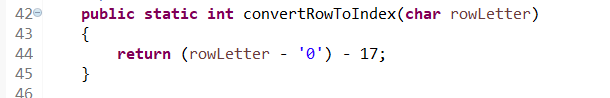 42 public static int convertRowToIndex(char rowLetter)
43 {
44 return (rowLetter - '0') - 17;
45 }
46